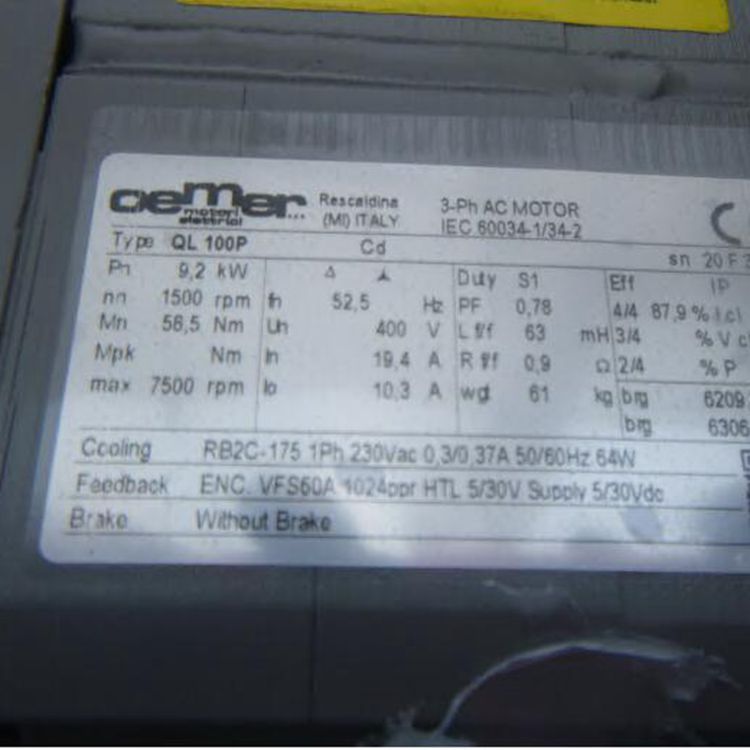 oemer
motori
elettrici
Rescaldina
(MI) ITALY
3-Ph AC MOTOR
IEC 60034-1/34-2
Type QL 100P Cd sn 20 F
Pn 9,2 kW Duty S1 Eff IP
nn 1500 rpm fn 52,5 Hz PF 0,78 4/4 87,9 % I.cl
Mn 58,5 Nm Un 400 V L f/f 63 mH 3/4 % V
Mpk Nm In 19,4 A R f/f 0,9 Ω 2/4 % P
max 7500 rpm Io 10,3 A wg 61 kg brg 6209
brg 6306
Cooling RB2C-175 1Ph 230Vac 0,3/0,37A 50/60Hz 64W
Feedback ENC. VFS60A 1024ppr HTL 5/30V Supply 5/30Vdc
Brake Without Brake